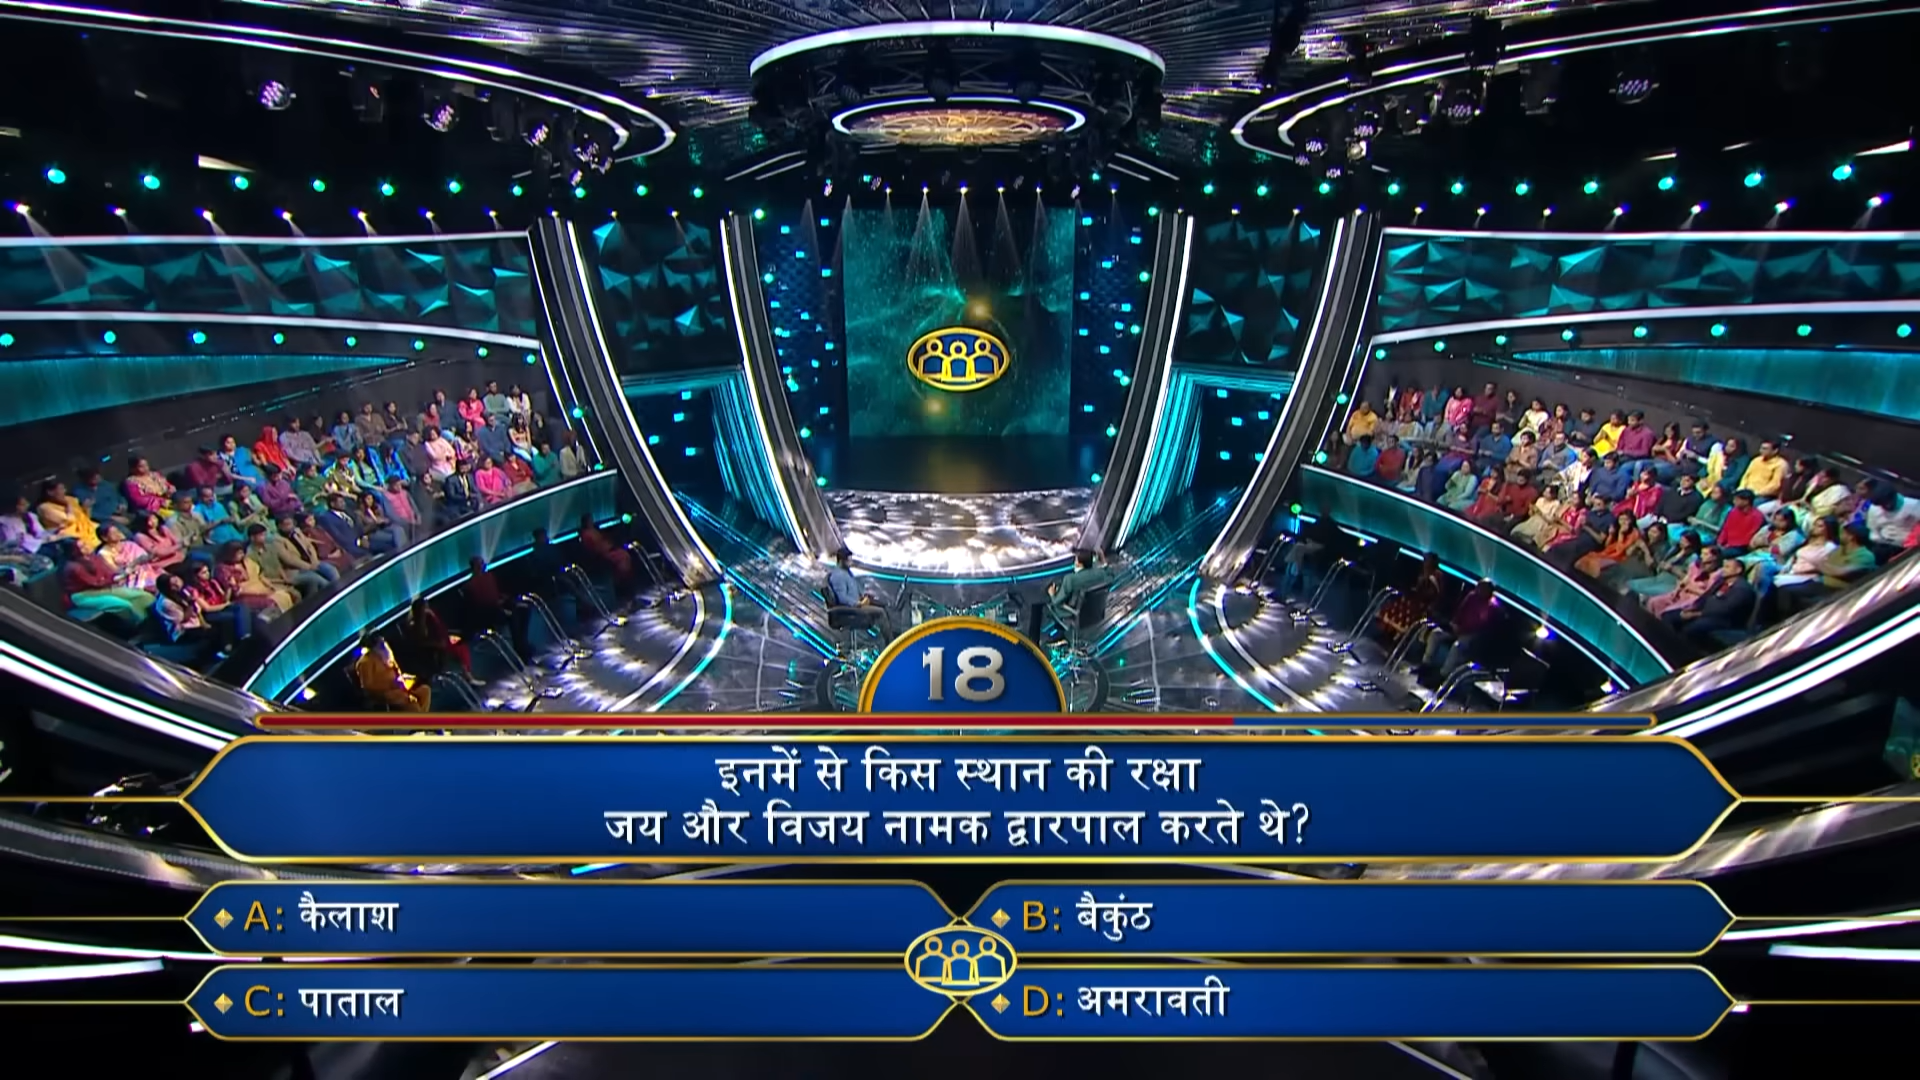 18
इनमें से किस स्थान की रक्षा
जय और विजय नामक द्वारपाल करते थे?
A: कैलाश
B: बैकुंठ
C: पाताल
D: अमरावती